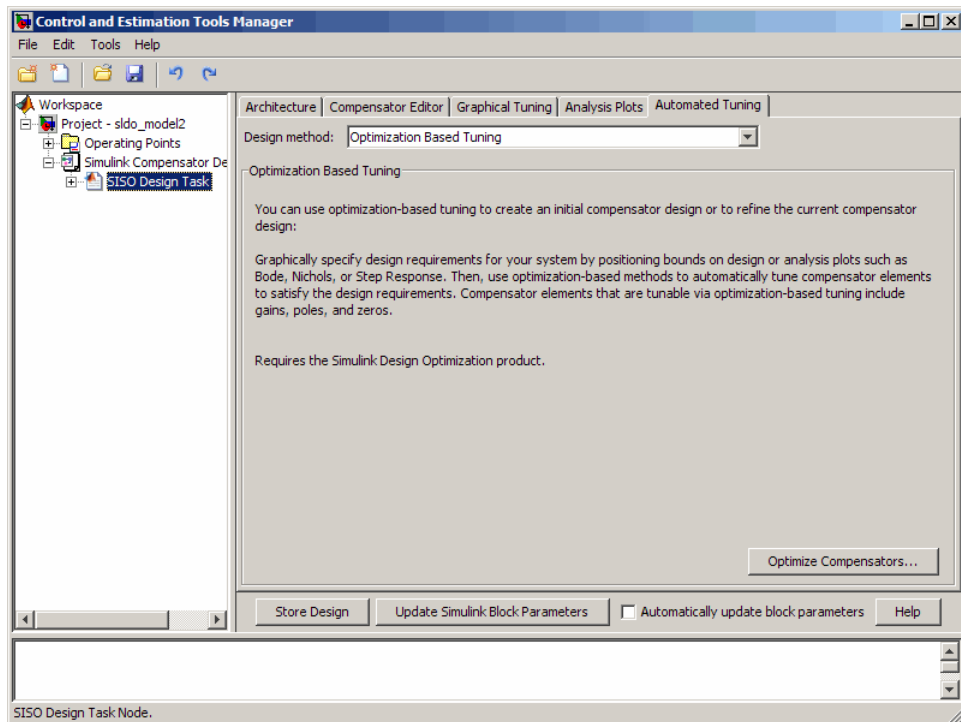 Control and Estimation Tools Manager
File Edit Tools Help
Workspace
Project - sldo_model2
Operating Points
Simulink Compensator De
SISO Design Task
Architecture Compensator Editor Graphical Tuning Analysis Plots Automated Tuning
Design method: Optimization Based Tuning
Optimization Based Tuning
You can use optimization-based tuning to create an initial compensator design or to refine the current compensator
design:
Graphically specify design requirements for your system by positioning bounds on design or analysis plots such as
Bode, Nichols, or Step Response. Then, use optimization-based methods to automatically tune compensator elements
to satisfy the design requirements. Compensator elements that are tunable via optimization-based tuning include
gains, poles, and zeros.
Requires the Simulink Design Optimization product.
Optimize Compensators...
Store Design Update Simulink Block Parameters Automatically update block parameters Help
SISO Design Task Node.